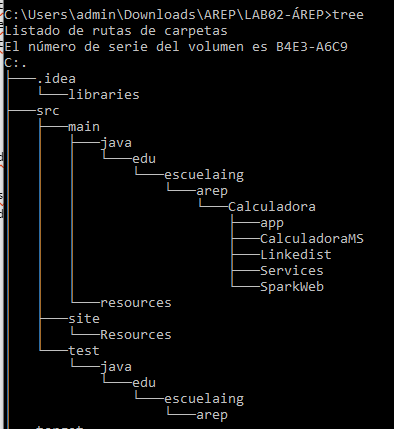 C:\Users\admin\Downloads\AREP\LAB02-ÁREP>tree
Listado de rutas de carpetas
El número de serie del volumen es B4E3-A6C9
C:.
├───.idea
│   └───libraries
├───src
│   ├───main
│   │   ├───java
│   │   │   └───edu
│   │   │       └───escuelaing
│   │   │           └───arep
│   │   │               └───Calculadora
│   │   │                   ├───app
│   │   │                   ├───CalculadoraMS
│   │   │                   ├───Linkedist
│   │   │                   ├───Services
│   │   │                   └───SparkWeb
│   │   └───resources
│   ├───site
│   │   └───Resources
│   └───test
│       └───java
│           └───edu
│               └───escuelaing
│                   └───arep